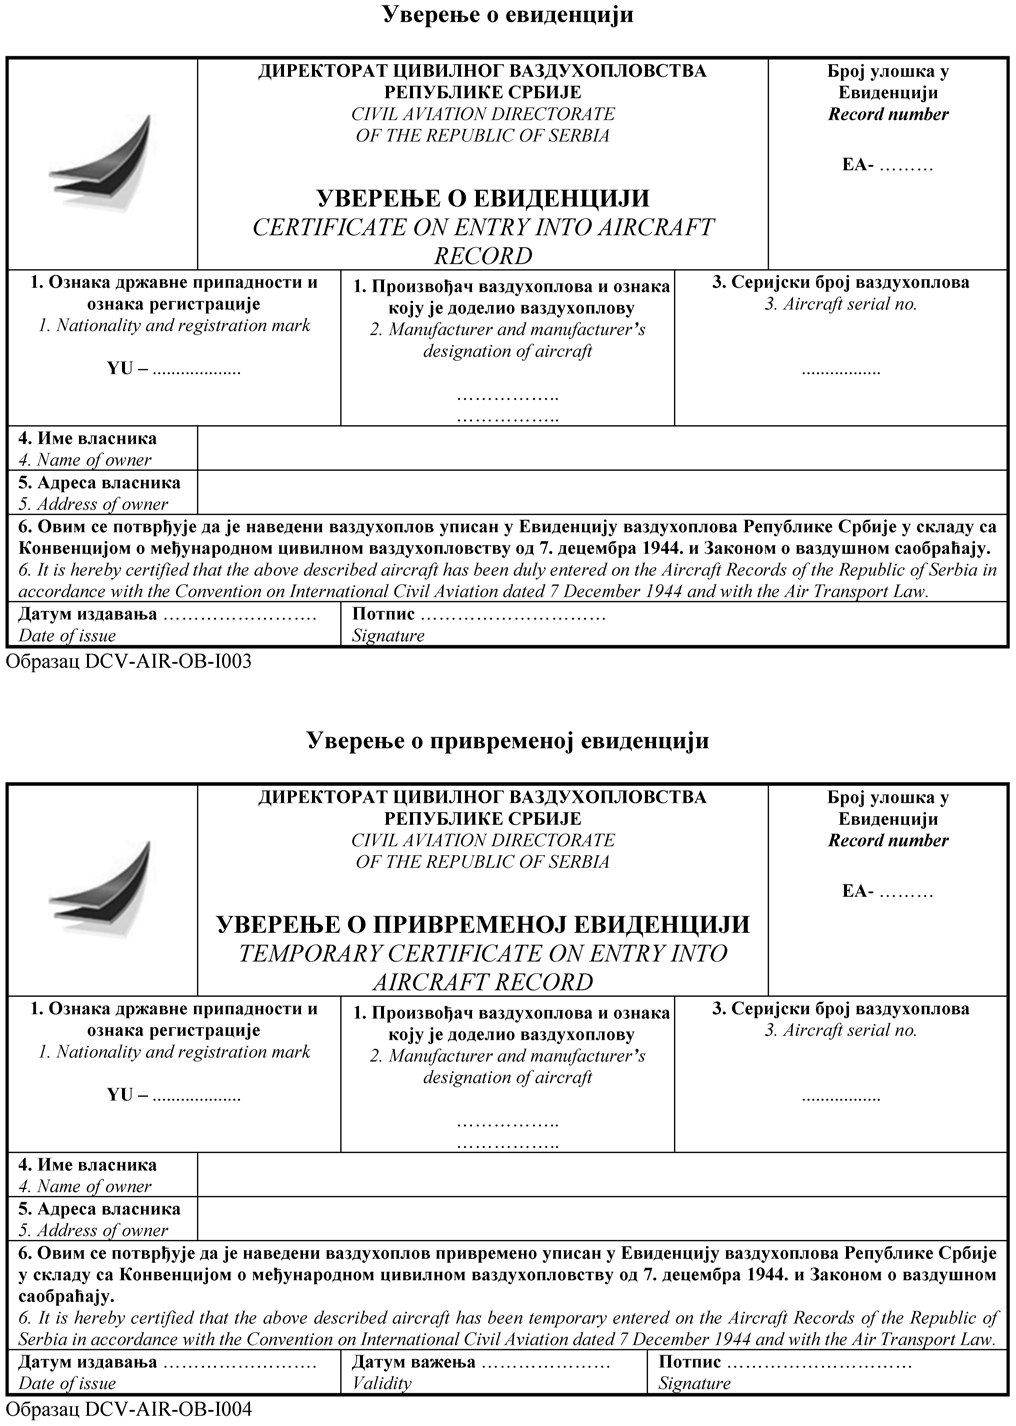 Уверење о евиденцији
ДИРЕКТОРАТ ЦИВИЛНОГ ВАЗДУХОПЛОВСТВА
РЕПУБЛИКЕ СРБИЈЕ
CIVIL AVIATION DIRECTORATE
OF THE REPUBLIC OF SERBIA
УВЕРЕЊЕ О ЕВИДЕНЦИЈИ
CERTIFICATE ON ENTRY INTO AIRCRAFT
RECORD
Број улошка у
Евиденцији
Record number
ЕА- ………
1. Ознака државне припадности и
ознака регистрације
1. Nationality and registration mark
YU – ...................
1. Произвођач ваздухоплова и ознака
коју је доделио ваздухоплову
2. Manufacturer and manufacturer's
designation of aircraft
……………..
……………..
3. Серијски број ваздухоплова
3. Aircraft serial no.
.................
4. Име власника
4. Name of owner
5. Адреса власника
5. Address of owner
6. Овим се потврђује да је наведени ваздухоплов уписан у Евиденцију ваздухоплова Републике Србије у складу са
Конвенцијом о међународном цивилном ваздухопловству од 7. децембра 1944. и Законом о ваздушном саобраћају.
6. It is hereby certified that the above described aircraft has been duly entered on the Aircraft Records of the Republic of Serbia in
accordance with the Convention on International Civil Aviation dated 7 December 1944 and with the Air Transport Law.
Датум издавања …………………….
Date of issue
Потпис …………………………
Signature
Образац DCV-AIR-OB-I003
Уверење о привременој евиденцији
ДИРЕКТОРАТ ЦИВИЛНОГ ВАЗДУХОПЛОВСТВА
РЕПУБЛИКЕ СРБИЈЕ
CIVIL AVIATION DIRECTORATE
OF THE REPUBLIC OF SERBIA
УВЕРЕЊЕ О ПРИВРЕМЕНОЈ ЕВИДЕНЦИЈИ
TEMPORARY CERTIFICATE ON ENTRY INTO
AIRCRAFT RECORD
Број улошка у
Евиденцији
Record number
ЕА- ………
1. Ознака државне припадности и
ознака регистрације
1. Nationality and registration mark
YU – ...................
1. Произвођач ваздухоплова и ознака
коју је доделио ваздухоплову
2. Manufacturer and manufacturer's
designation of aircraft
……………..
……………..
3. Серијски број ваздухоплова
3. Aircraft serial no.
.................
4. Име власника
4. Name of owner
5. Адреса власника
5. Address of owner
6. Овим се потврђује да је наведени ваздухоплов привремено уписан у Евиденцију ваздухоплова Републике Србије
у складу са Конвенцијом о међународном цивилном ваздухопловству од 7. децембра 1944. и Законом о ваздушном
саобраћају.
6. It is hereby certified that the above described aircraft has been temporary entered on the Aircraft Records of the Republic of
Serbia in accordance with the Convention on International Civil Aviation dated 7 December 1944 and with the Air Transport Law.
Датум издавања …………………….
Date of issue
Датум важења …………………
Validity
Потпис …………………………
Signature
Образац DCV-AIR-OB-I004